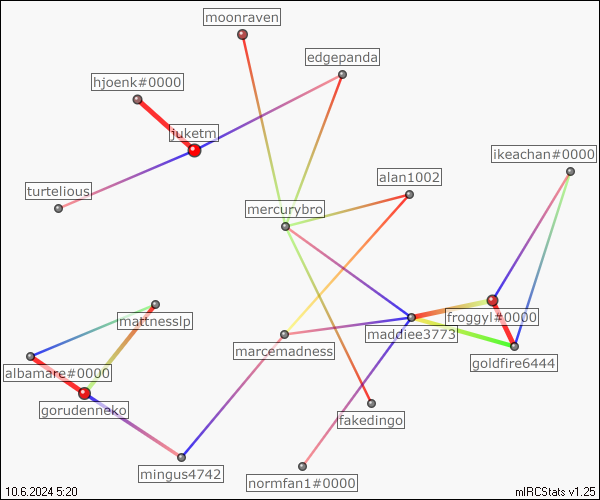 moonraven
edgepanda
hjoenk#0000
juketm
ikeachan#0000
alan1002
turtelious
mercurybro
mattnesslp
froggyl#0000
maddiee3773
marcemadness
goldfire6444
albamare#0000
gorudenneko
fakedingo
mingus4742
normfan1#0000
10.6.2024 5:20
mIRCStats v1.25